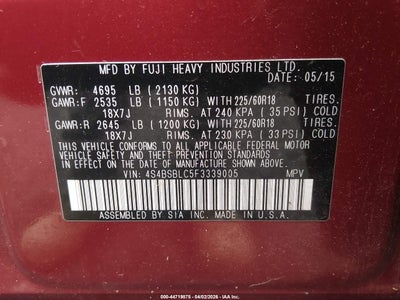 MFD BY FUJI HEAVY INDUSTRIES LTD.
DATE: 05/15
GVWR: 4695 LB (2130 KG)
GAWR:F 2535 LB (1150 KG) WITH 225/60R18 TIRES.
18X7J RIMS. AT 240 KPA (35 PSI) COLD
GAWR:R 2645 LB (1200 KG) WITH 225/60R18 TIRES.
18X7J RIMS. AT 230 KPA (33 PSI) COLD
THIS VEHICLE CONFORMS TO ALL APPLICABLE FEDERAL MOTOR
VEHICLE SAFETY AND THEFT PREVENTION STANDARDS
IN EFFECT ON THE DATE OF MANUFACTURE SHOWN ABOVE.
VIN: 4S4BSBLC5F3339005 MPV
ASSEMBLED BY SIA INC. MADE IN U.S.A.
000-44719875 - 04/02/2026 - IAA Inc.